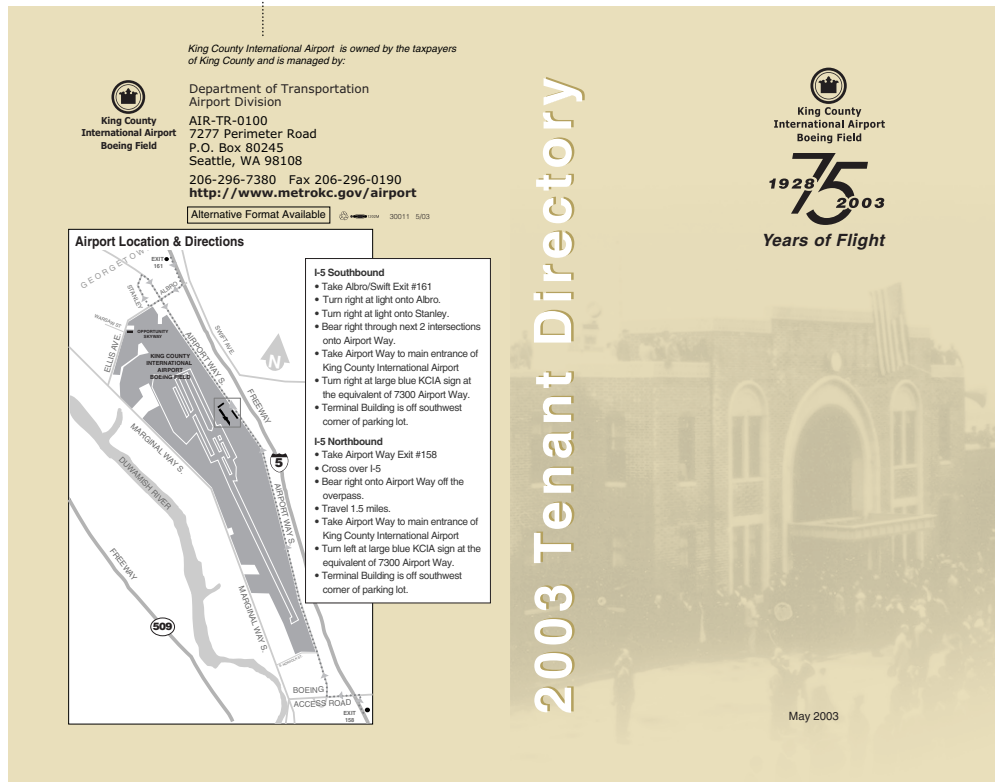 King County International Airport is owned by the taxpayers
of King County and is managed by:
King County
International Airport
Boeing Field
Department of Transportation
Airport Division
AIR-TR-0100
7277 Perimeter Road
P.O. Box 80245
Seattle, WA 98108
206-296-7380 Fax 206-296-0190
http://www.metrokc.gov/airport
Alternative Format Available
30011 5/03
Airport Location & Directions
GEORGETOWN
EXIT
161
STANLEY
ALBRO
WARSAW ST.
OPPORTUNITY
SKYWAY
ELLIS AVE.
AIRPORT WAY S.
SWIFT AVE.
KING COUNTY
INTERNATIONAL
AIRPORT
BOEING FIELD
N
FREEWAY
MARGINAL WAY S.
5
DUWAMISH RIVER
AIRPORT WAY S.
FREEWAY
MARGINAL WAY S.
509
BOEING
ACCESS ROAD
EXIT
158
I-5 Southbound
• Take Albro/Swift Exit #161
• Turn right at light onto Albro.
• Turn right at light onto Stanley.
• Bear right through next 2 intersections
onto Airport Way.
• Take Airport Way to main entrance of
King County International Airport
• Turn right at large blue KCIA sign at
the equivalent of 7300 Airport Way.
• Terminal Building is off southwest
corner of parking lot.
I-5 Northbound
• Take Airport Way Exit #158
• Cross over I-5
• Bear right onto Airport Way off the
overpass.
• Travel 1.5 miles.
• Take Airport Way to main entrance of
King County International Airport
• Turn left at large blue KCIA sign at the
equivalent of 7300 Airport Way.
• Terminal Building is off southwest
corner of parking lot.
2003 Tenant Directory
King County
International Airport
Boeing Field
75
1928
2003
Years of Flight
May 2003